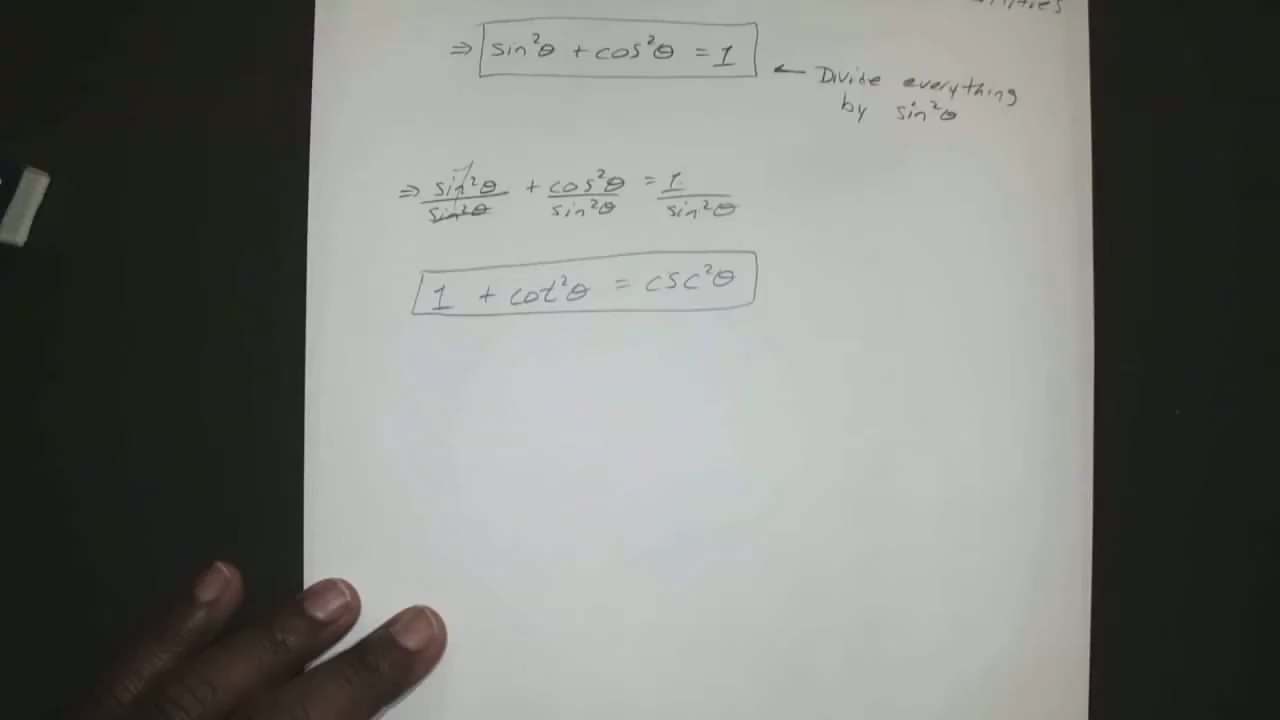 ⇒ sin²θ + cos²θ = 1
← Divide everything
by sin²θ
⇒ sin²θ/sin²θ + cos²θ/sin²θ = 1/sin²θ
1 + cot²θ = csc²θ